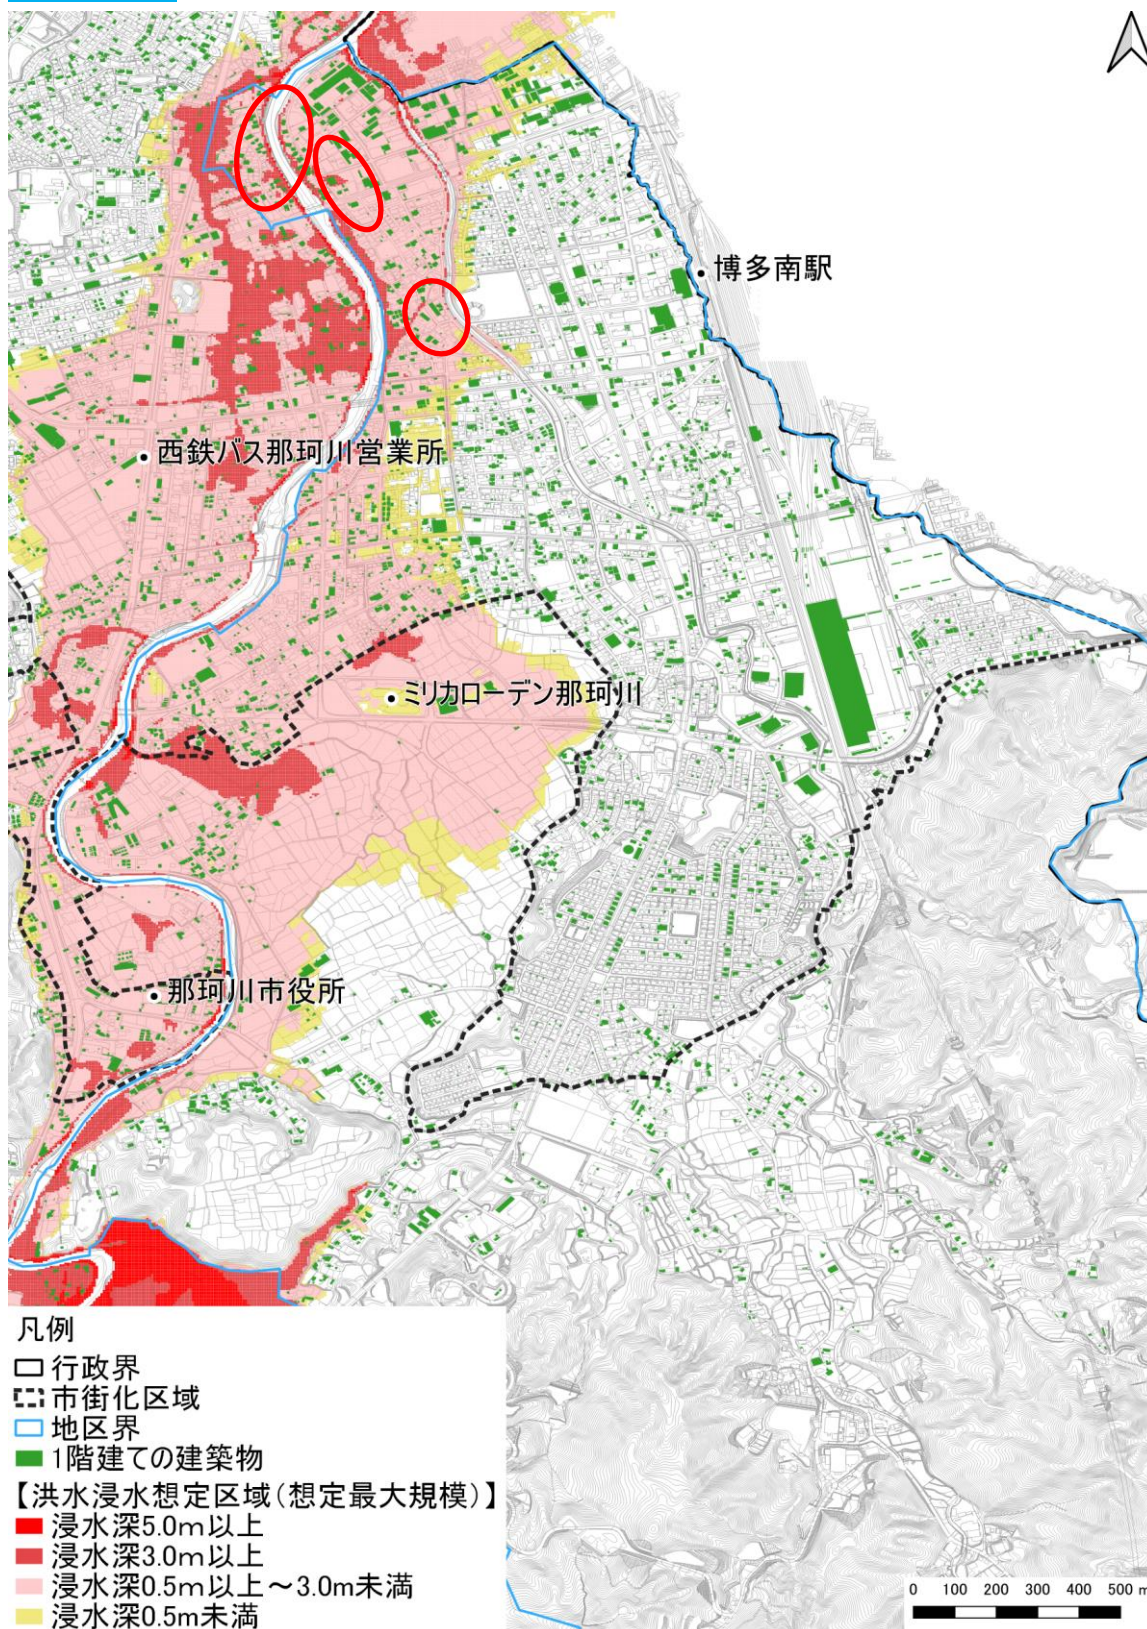 博多南駅
西鉄バス那珂川営業所
ミリカローデン那珂川
那珂川市役所
凡例
行政界
市街化区域
地区界
1階建ての建築物
【洪水浸水想定区域(想定最大規模)】
浸水深5.0m以上
浸水深3.0m以上
浸水深0.5m以上～3.0m未満
浸水深0.5m未満
0 100 200 300 400 500 m